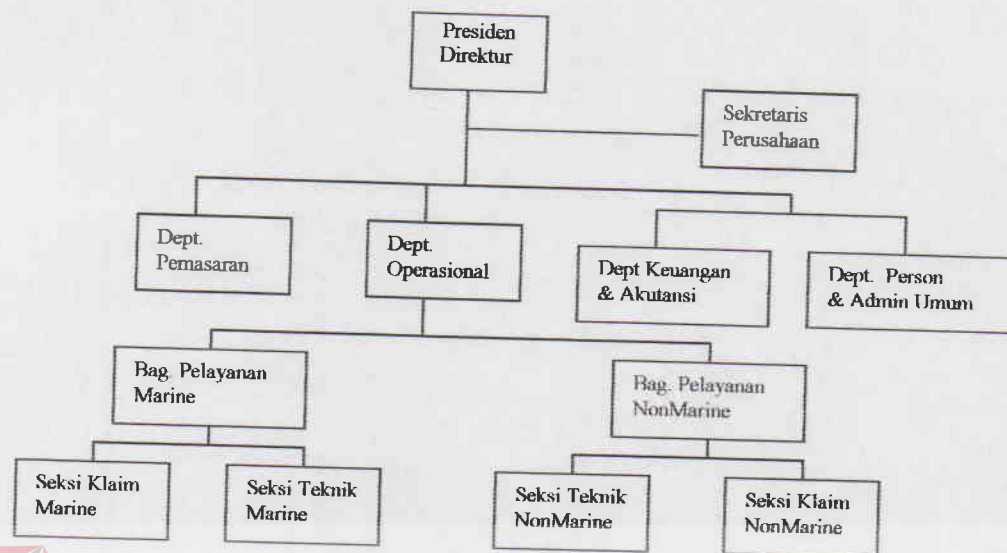 Presiden
Direktur
Sekretaris
Perusahaan
Dept.
Pemasaran
Dept.
Operasional
Dept Keuangan
& Akutansi
Dept. Person
& Admin Umum
Bag. Pelayanan
Marine
Bag. Pelayanan
NonMarine
Seksi Klaim
Marine
Seksi Teknik
Marine
Seksi Teknik
NonMarine
Seksi Klaim
NonMarine